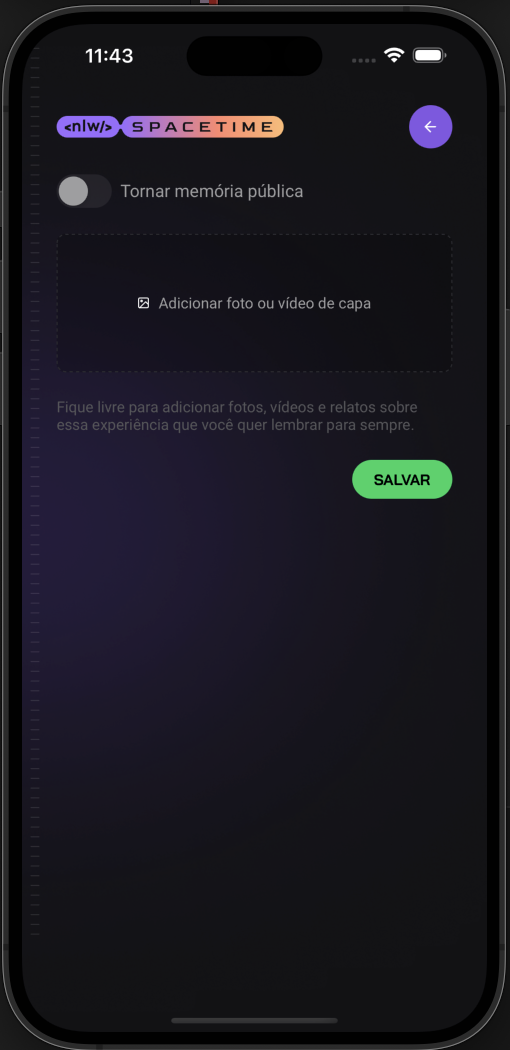 11:43
<nlw/> SPACETIME
Tornar memória pública
Adicionar foto ou vídeo de capa
Fique livre para adicionar fotos, vídeos e relatos sobre
essa experiência que você quer lembrar para sempre.
SALVAR